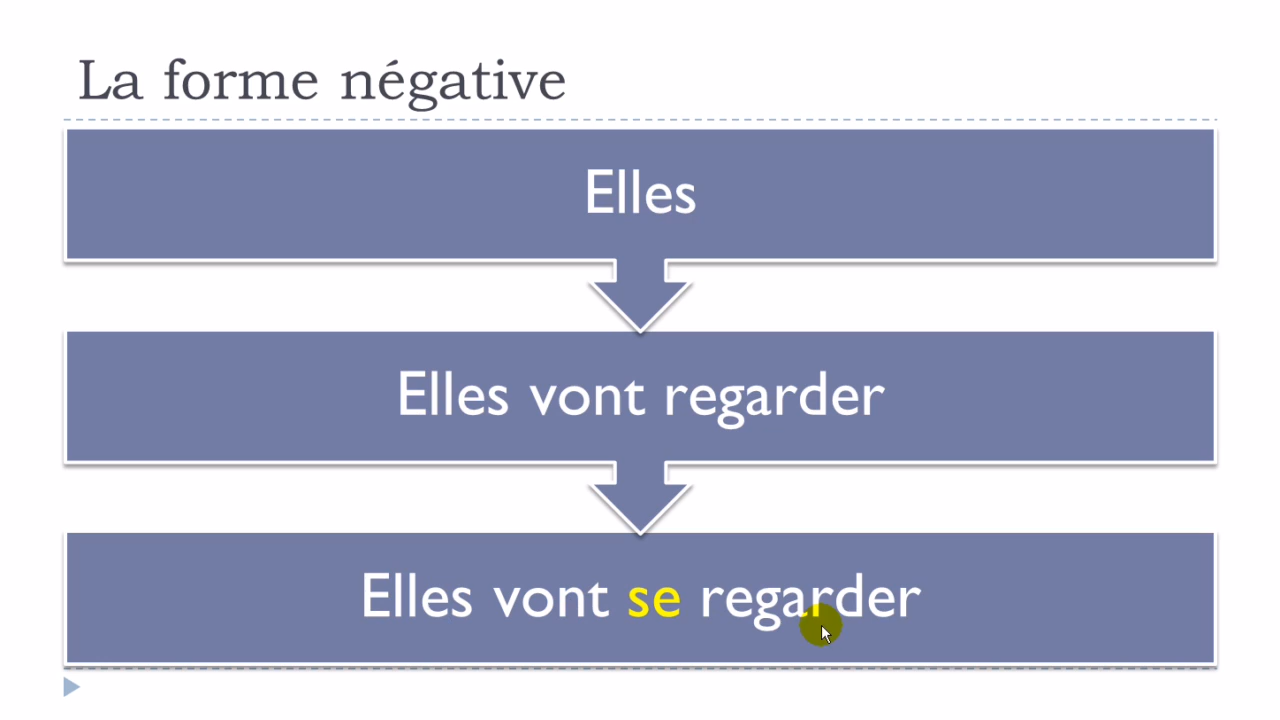 La forme négative
Elles
Elles vont regarder
Elles vont se regarder